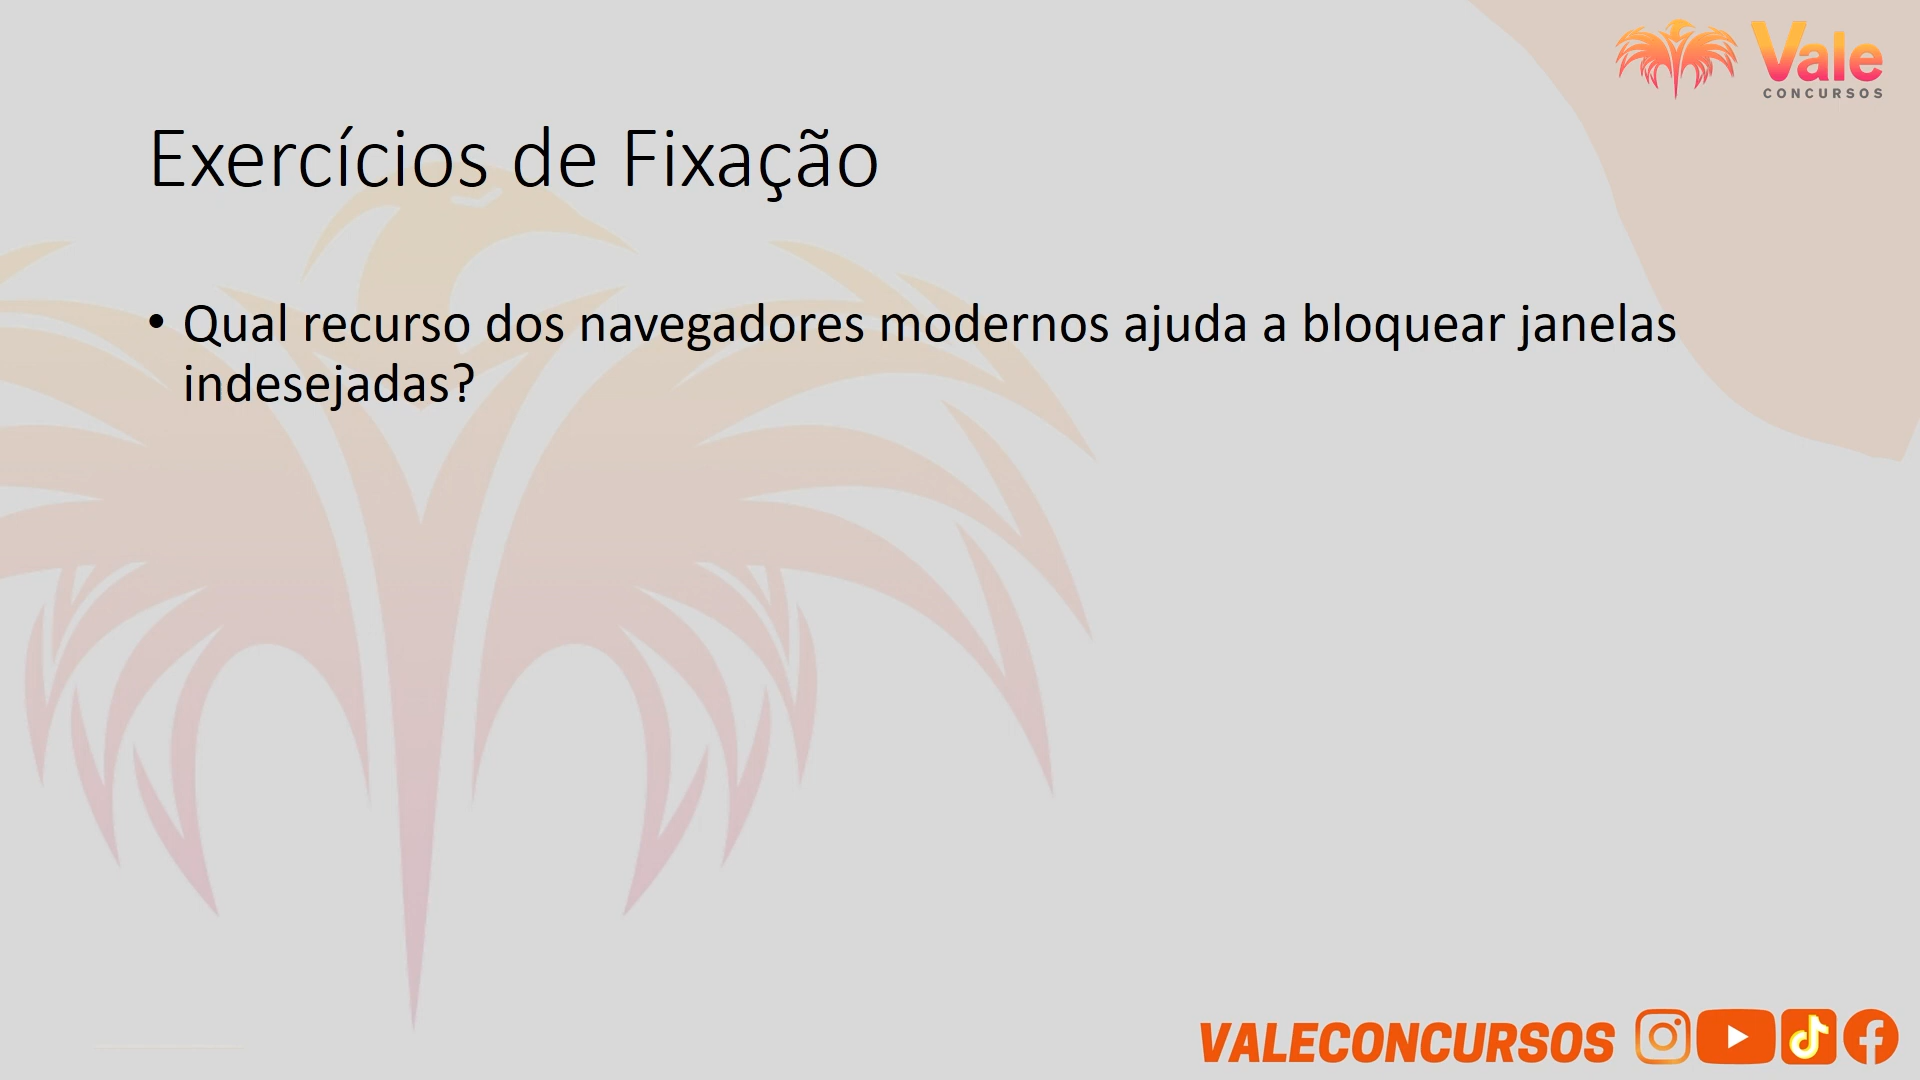 Vale
CONCURSOS
Exercícios de Fixação
• Qual recurso dos navegadores modernos ajuda a bloquear janelas
indesejadas?
VALECONCURSOS